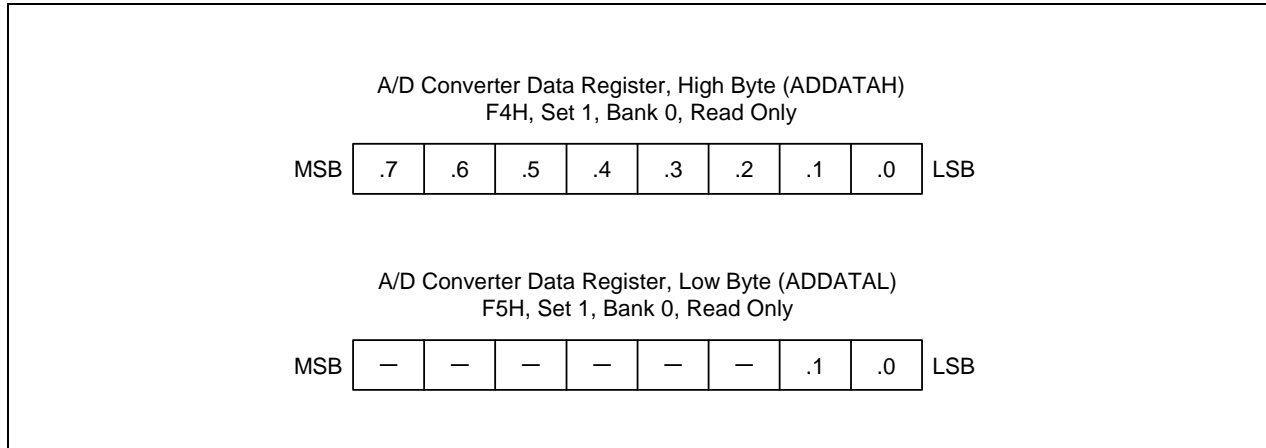 A/D Converter Data Register, High Byte (ADDATAH)
F4H, Set 1, Bank 0, Read Only
MSB .7 .6 .5 .4 .3 .2 .1 .0 LSB
A/D Converter Data Register, Low Byte (ADDATAL)
F5H, Set 1, Bank 0, Read Only
MSB – – – – – – .1 .0 LSB